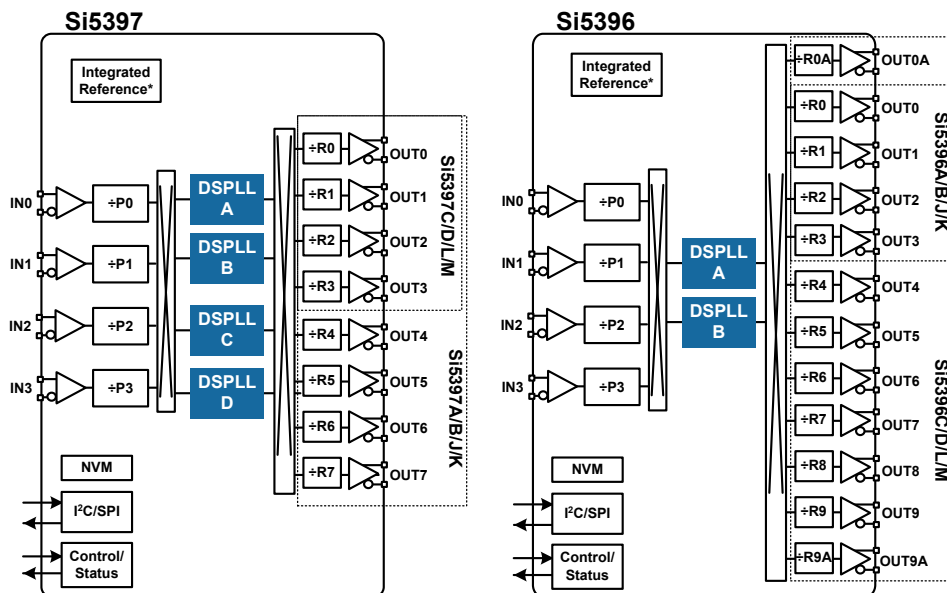 Si5397
Integrated
Reference*
IN0
IN1
IN2
IN3
÷P0
÷P1
÷P2
÷P3
DSPLL
A
DSPLL
B
DSPLL
C
DSPLL
D
÷R0
÷R1
÷R2
÷R3
÷R4
÷R5
÷R6
÷R7
OUT0
OUT1
OUT2
OUT3
OUT4
OUT5
OUT6
OUT7
Si5397C/D/L/M
Si5397A/B/J/K
NVM
I²C/SPI
Control/
Status
Si5396
Integrated
Reference*
IN0
IN1
IN2
IN3
÷P0
÷P1
÷P2
÷P3
DSPLL
A
DSPLL
B
÷R0A
÷R0
÷R1
÷R2
÷R3
÷R4
÷R5
÷R6
÷R7
÷R8
÷R9
÷R9A
OUT0A
OUT0
OUT1
OUT2
OUT3
OUT4
OUT5
OUT6
OUT7
OUT8
OUT9
OUT9A
Si5396A/B/J/K
Si5396C/D/L/M
NVM
I²C/SPI
Control/
Status